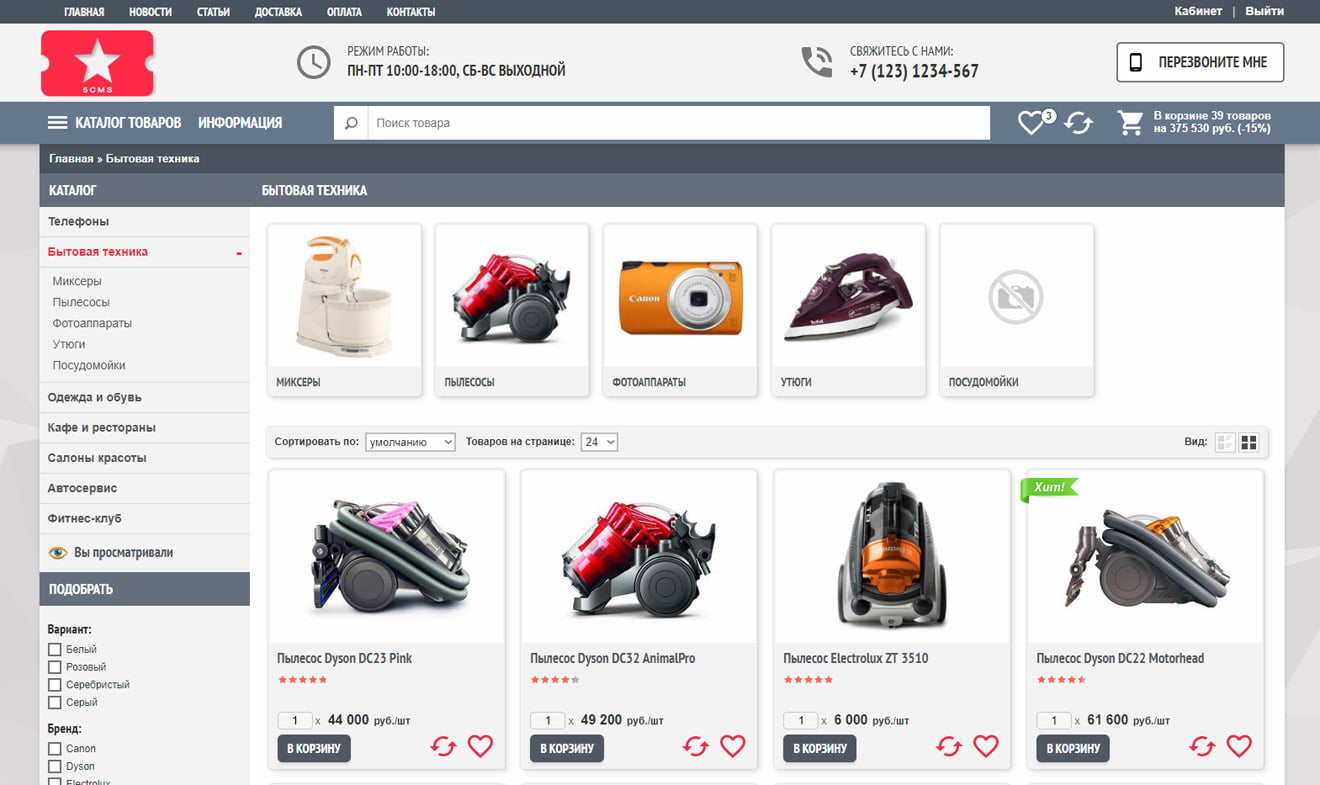 ГЛАВНАЯ НОВОСТИ СТАТЬИ ДОСТАВКА ОПЛАТА КОНТАКТЫ Кабинет | Выйти
5CMS
РЕЖИМ РАБОТЫ:
ПН-ПТ 10:00-18:00, СБ-ВС ВЫХОДНОЙ
СВЯЖИТЕСЬ С НАМИ:
+7 (123) 1234-567
ПЕРЕЗВОНИТЕ МНЕ
КАТАЛОГ ТОВАРОВ ИНФОРМАЦИЯ
Поиск товара
3
В корзине 39 товаров
на 375 530 руб. (-15%)
Главная » Бытовая техника
КАТАЛОГ
Телефоны
Бытовая техника -
Миксеры
Пылесосы
Фотоаппараты
Утюги
Посудомойки
Одежда и обувь
Кафе и рестораны
Салоны красоты
Автосервис
Фитнес-клуб
Вы просматривали
ПОДОБРАТЬ
Вариант:
Белый
Розовый
Серебристый
Серый
Бренд:
Canon
Dyson
Electrolux
БЫТОВАЯ ТЕХНИКА
Canon
Tefal
МИКСЕРЫ ПЫЛЕСОСЫ ФОТОАППАРАТЫ УТЮГИ ПОСУДОМОЙКИ
Сортировать по: умолчанию Товаров на странице: 24 Вид:
Пылесос Dyson DC23 Pink
1 x 44 000 руб./шт
В КОРЗИНУ
Пылесос Dyson DC32 AnimalPro
1 x 49 200 руб./шт
В КОРЗИНУ
Пылесос Electrolux ZT 3510
1 x 6 000 руб./шт
В КОРЗИНУ
Хит!
Пылесос Dyson DC22 Motorhead
1 x 61 600 руб./шт
В КОРЗИНУ